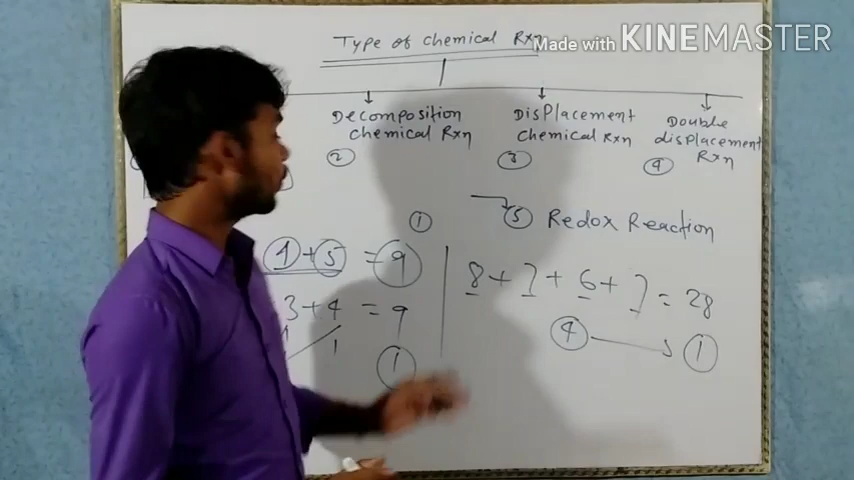 Type of chemical Rxn
Made with KINEMASTER
Decomposition
chemical Rxn
②
Displacement
chemical Rxn
③
Double
displacement
Rxn
④
⑤ Redox Reaction
①
1 + 5 = 9
3 + 4 = 9
1
1
8 + 7 + 6 + 7 = 28
4 → 1